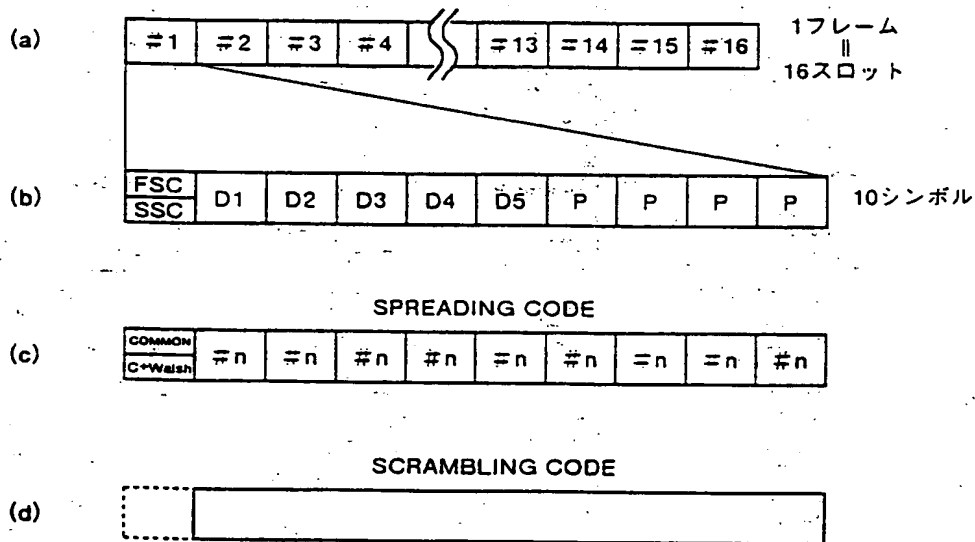 (a) #1 #2 #3 #4 #13 #14 #15 #16 1フレーム
||
16スロット
(b) FSC D1 D2 D3 D4 D5 P P P P 10シンボル
SSC
SPREADING CODE
(c) COMMON #n #n #n #n #n #n #n #n #n
C+Walsh
SCRAMBLING CODE
(d)